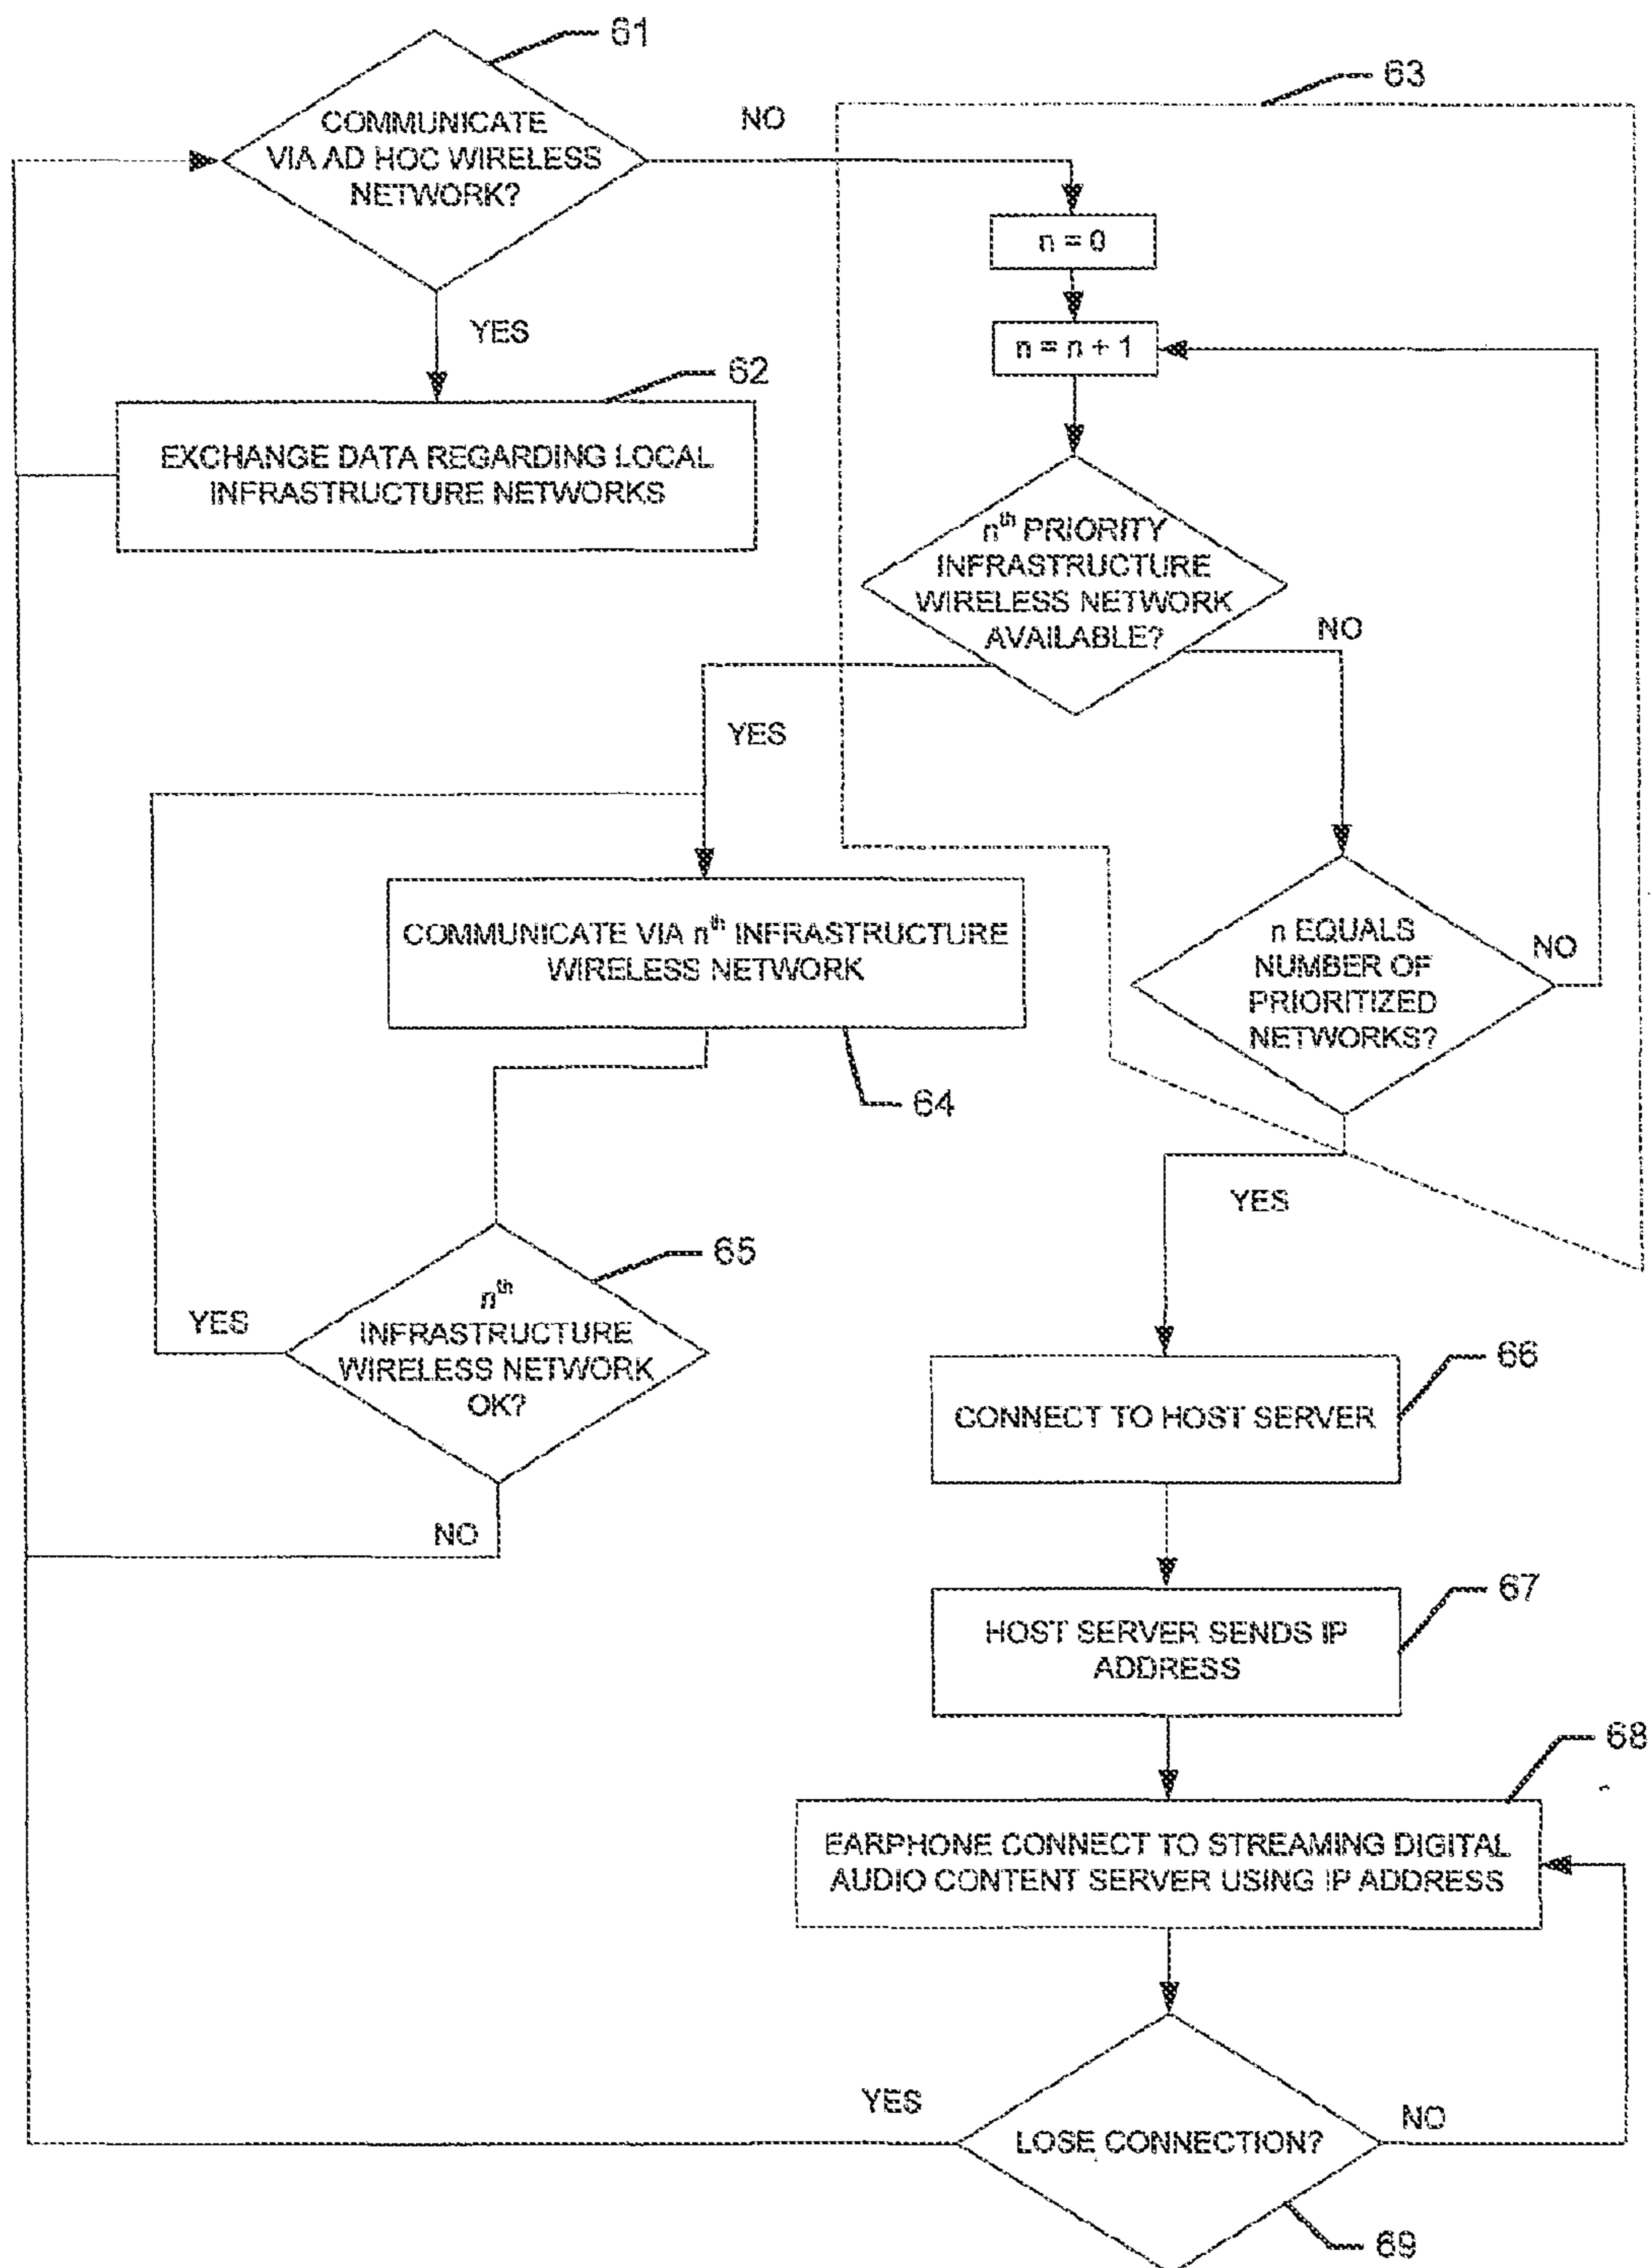 61
COMMUNICATE
VIA AD HOC WIRELESS
NETWORK?
NO
63
n = 0
n = n + 1
YES
62
EXCHANGE DATA REGARDING LOCAL
INFRASTRUCTURE NETWORKS
nth PRIORITY
INFRASTRUCTURE
WIRELESS NETWORK
AVAILABLE?
NO
YES
COMMUNICATE VIA nth INFRASTRUCTURE
WIRELESS NETWORK
64
n EQUALS
NUMBER OF
PRIORITIZED
NETWORKS?
NO
YES
65
nth
INFRASTRUCTURE
WIRELESS NETWORK
OK?
YES
NO
66
CONNECT TO HOST SERVER
67
HOST SERVER SENDS IP
ADDRESS
68
EARPHONE CONNECT TO STREAMING DIGITAL
AUDIO CONTENT SERVER USING IP ADDRESS
YES
LOSE CONNECTION?
NO
69